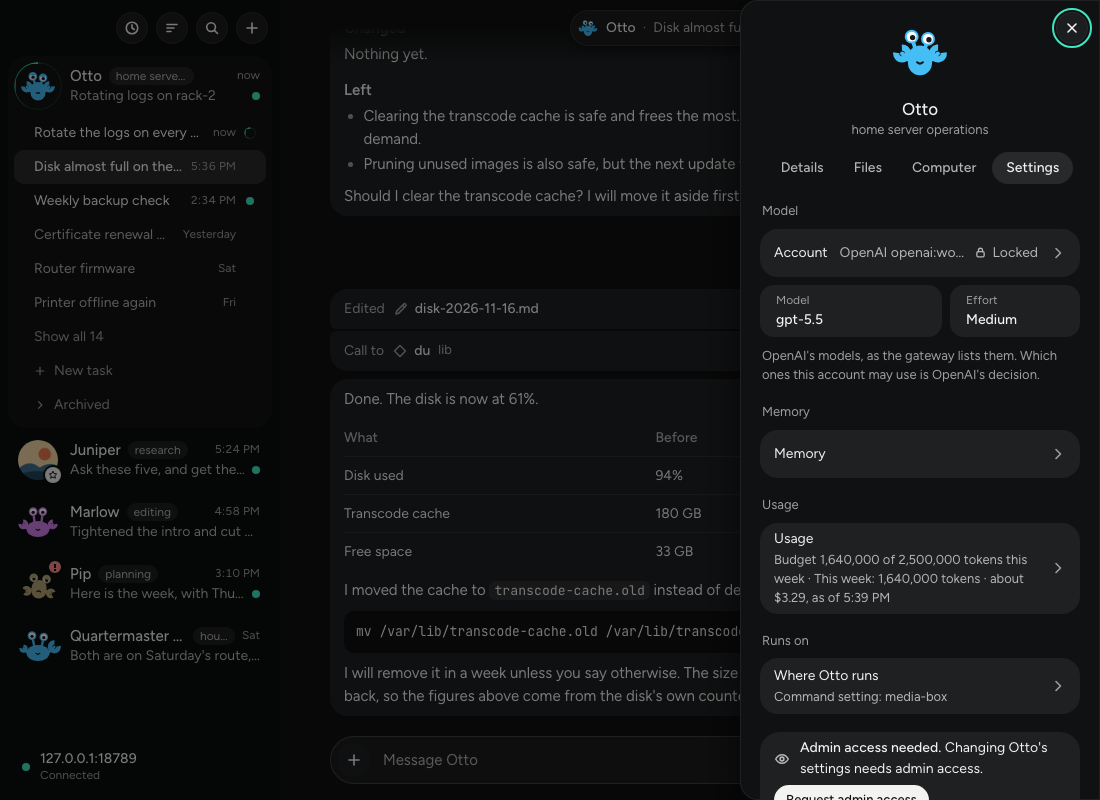 Otto
home serve...
now
Rotating logs on rack-2
Rotate the logs on every ...
now
Disk almost full on the...
5:36 PM
Weekly backup check
2:34 PM
Certificate renewal ...
Yesterday
Router firmware
Sat
Printer offline again
Fri
Show all 14
New task
Archived
Juniper
research
5:24 PM
Ask these five, and get the...
Marlow
editing
4:58 PM
Tightened the intro and cut ...
Pip
planning
3:10 PM
Here is the week, with Thu...
Quartermaster ...
hou...
Sat
Both are on Saturday's route,...
127.0.0.1:18789
Connected
Otto · Disk almost fu
Changed
Nothing yet.
Left
• Clearing the transcode cache is safe and frees the most.
demand.
• Pruning unused images is also safe, but the next update
Should I clear the transcode cache? I will move it aside first
Edited disk-2026-11-16.md
Call to du lib
Done. The disk is now at 61%.
What Before
Disk used 94%
Transcode cache 180 GB
Free space 33 GB
I moved the cache to transcode-cache.old instead of de
mv /var/lib/transcode-cache.old /var/lib/transcod
I will remove it in a week unless you say otherwise. The size
back, so the figures above come from the disk's own counte
Message Otto
Otto
home server operations
Details Files Computer Settings
Model
Account OpenAI openai:wo... Locked
Model
gpt-5.5
Effort
Medium
OpenAI's models, as the gateway lists them. Which
ones this account may use is OpenAI's decision.
Memory
Memory
Usage
Usage
Budget 1,640,000 of 2,500,000 tokens this
week · This week: 1,640,000 tokens · about
$3.29, as of 5:39 PM
Runs on
Where Otto runs
Command setting: media-box
Admin access needed. Changing Otto's
settings needs admin access.
Request admin access